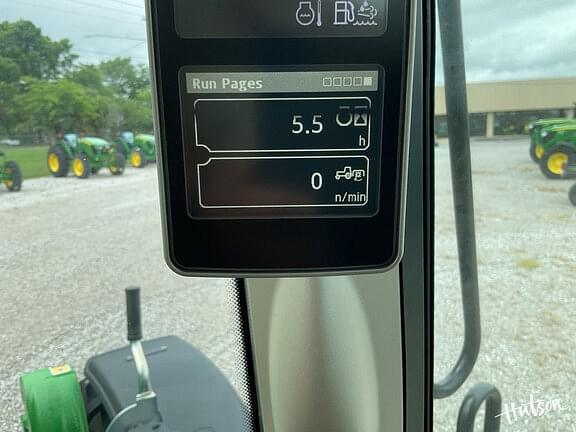 Run Pages
5.5
h
0
n/min
Hutson